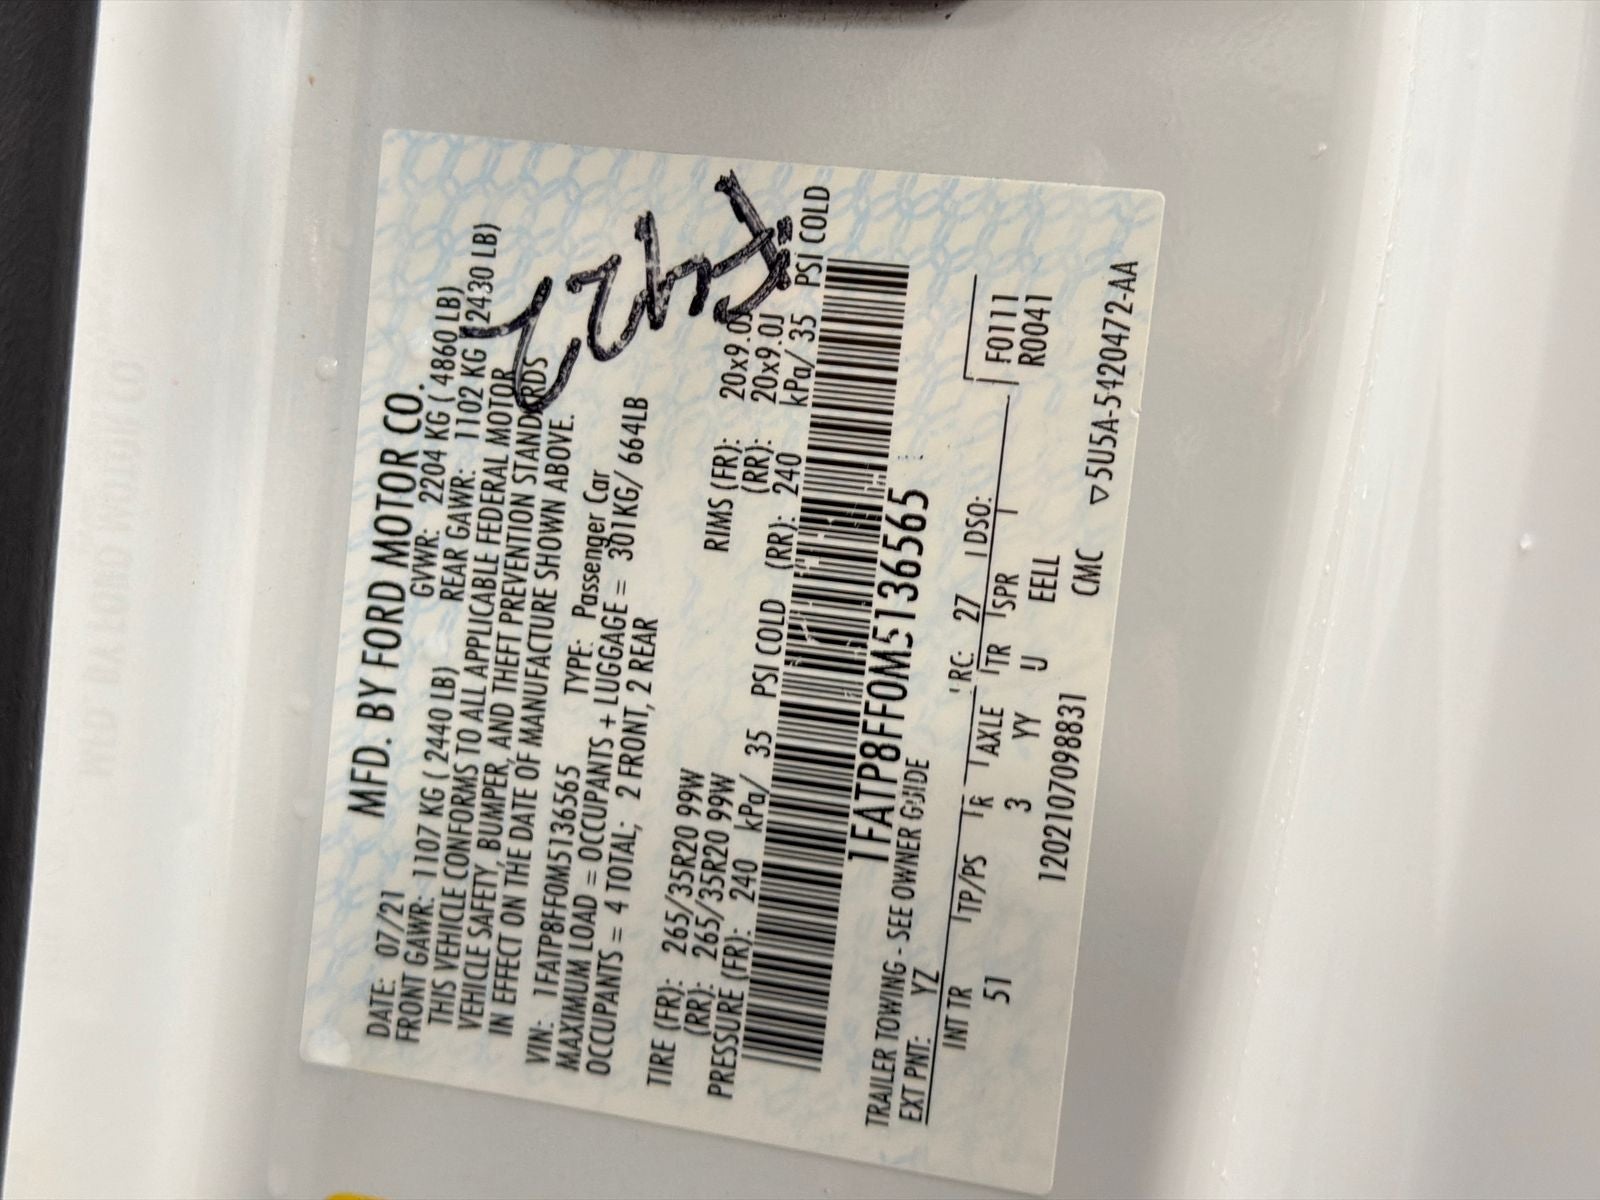 MFD. BY FORD MOTOR CO.
DATE: 07/21 GVWR: 2204 KG ( 4860 LB)
FRONT GAWR: 1107 KG ( 2440 LB) REAR GAWR: 1102 KG (2430 LB)
THIS VEHICLE CONFORMS TO ALL APPLICABLE FEDERAL MOTOR
VEHICLE SAFETY, BUMPER, AND THEFT PREVENTION STANDARDS
IN EFFECT ON THE DATE OF MANUFACTURE SHOWN ABOVE.
VIN: 1FATP8FF0M5136565 TYPE: Passenger Car
MAXIMUM LOAD = OCCUPANTS + LUGGAGE = 301KG/ 664LB
OCCUPANTS = 4 TOTAL; 2 FRONT, 2 REAR
TIRE (FR): 265/35R20 99W RIMS (FR): 20x9.0J
(RR): 265/35R20 99W (RR): 20x9.0J
PRESSURE (FR): 240 kPa/ 35 PSI COLD (RR): 240 kPa/ 35 PSI COLD
1FATP8FF0M5136565
TRAILER TOWING - SEE OWNER GUIDE
EXT PNT: YZ RC: 27 DSO:
INT TR TP/PS R AXLE TR SPR F0111
51 3 YY U EELL R0041
1202107098831 CMC ▽5U5A-5420472-AA